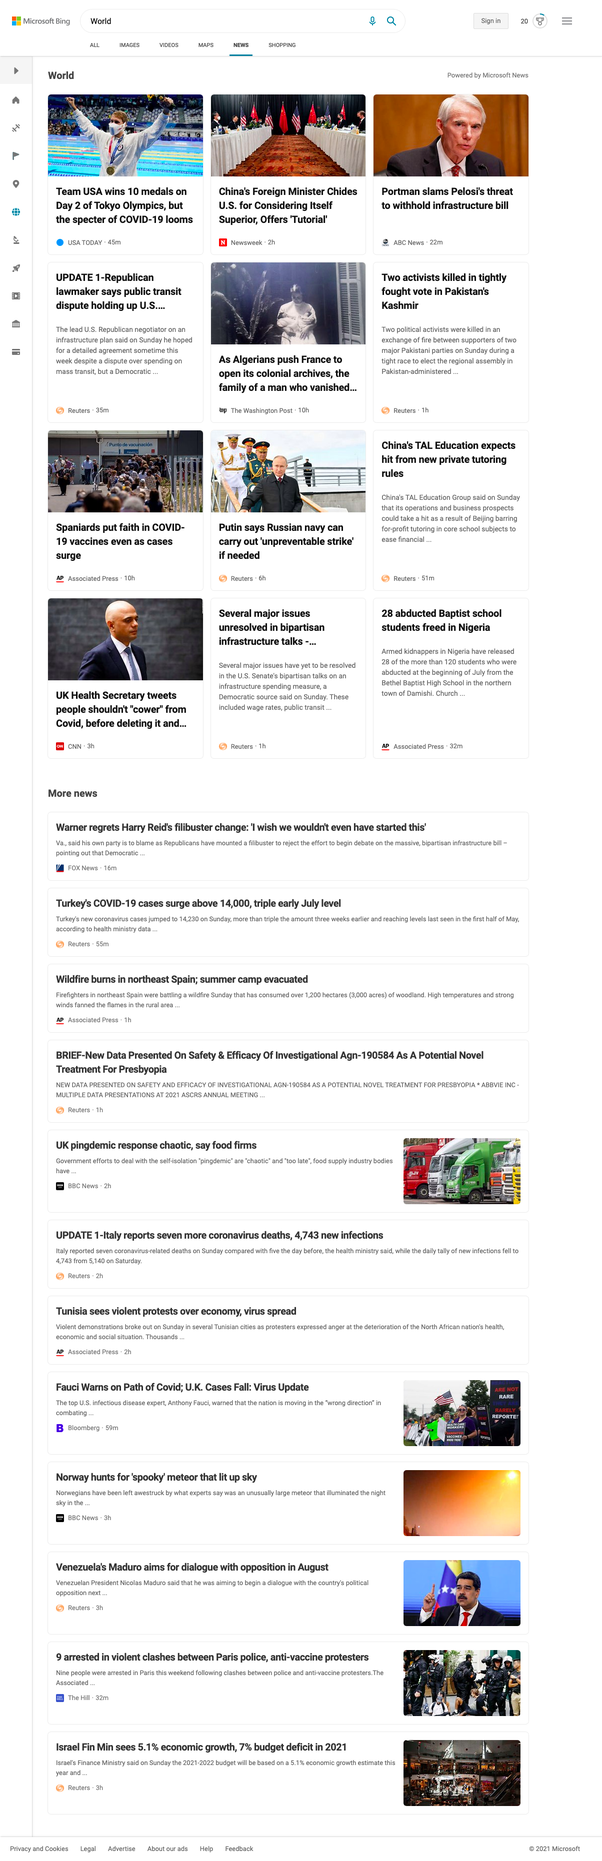 Microsoft Bing
World
Sign in
20
ALL
IMAGES
VIDEOS
MAPS
NEWS
SHOPPING
World
Powered by Microsoft News
Team USA wins 10 medals on
Day 2 of Tokyo Olympics, but
the specter of COVID-19 looms
USA TODAY · 45m
China's Foreign Minister Chides
U.S. for Considering Itself
Superior, Offers 'Tutorial'
Newsweek · 2h
Portman slams Pelosi's threat
to withhold infrastructure bill
ABC News · 22m
UPDATE 1-Republican
lawmaker says public transit
dispute holding up U.S....
The lead U.S. Republican negotiator on an
infrastructure plan said on Sunday he hoped
for a detailed agreement sometime this
week despite a dispute over spending on
mass transit, but a Democratic ...
Reuters · 35m
As Algerians push France to
open its colonial archives, the
family of a man who vanished...
The Washington Post · 10h
Two activists killed in tightly
fought vote in Pakistan's
Kashmir
Two political activists were killed in an
exchange of fire between supporters of two
major Pakistani parties on Sunday during a
tight race to elect the regional assembly in
Pakistan-administered ...
Reuters · 1h
Punto de vacunación
Spaniards put faith in COVID-
19 vaccines even as cases
surge
AP Associated Press · 10h
Putin says Russian navy can
carry out 'unpreventable strike'
if needed
Reuters · 6h
China's TAL Education expects
hit from new private tutoring
rules
China's TAL Education Group said on Sunday
that its operations and business prospects
could take a hit as a result of Beijing barring
for-profit tutoring in core school subjects to
ease financial ...
Reuters · 51m
UK Health Secretary tweets
people shouldn't "cower" from
Covid, before deleting it and...
CNN · 3h
Several major issues
unresolved in bipartisan
infrastructure talks -...
Several major issues have yet to be resolved
in the U.S. Senate's bipartisan talks on an
infrastructure spending measure, a
Democratic source said on Sunday. These
included wage rates, public transit ...
Reuters · 1h
28 abducted Baptist school
students freed in Nigeria
Armed kidnappers in Nigeria have released
28 of the more than 120 students who were
abducted at the beginning of July from the
Bethel Baptist High School in the northern
town of Damishi. Church ...
AP Associated Press · 32m
More news
Warner regrets Harry Reid's filibuster change: 'I wish we wouldn't even have started this'
Va., said his own party is to blame as Republicans have mounted a filibuster to reject the effort to begin debate on the massive, bipartisan infrastructure bill –
pointing out that Democratic ...
FOX News · 16m
Turkey's COVID-19 cases surge above 14,000, triple early July level
Turkey's new coronavirus cases jumped to 14,230 on Sunday, more than triple the amount three weeks earlier and reaching levels last seen in the first half of May,
according to health ministry data ...
Reuters · 55m
Wildfire burns in northeast Spain; summer camp evacuated
Firefighters in northeast Spain were battling a wildfire Sunday that has consumed over 1,200 hectares (3,000 acres) of woodland. High temperatures and strong
winds fanned the flames in the rural area ...
AP Associated Press · 1h
BRIEF-New Data Presented On Safety & Efficacy Of Investigational Agn-190584 As A Potential Novel
Treatment For Presbyopia
NEW DATA PRESENTED ON SAFETY AND EFFICACY OF INVESTIGATIONAL AGN-190584 AS A POTENTIAL NOVEL TREATMENT FOR PRESBYOPIA * ABBVIE INC -
MULTIPLE DATA PRESENTATIONS AT 2021 ASCRS ANNUAL MEETING ...
Reuters · 1h
UK pingdemic response chaotic, say food firms
Government efforts to deal with the self-isolation "pingdemic" are "chaotic" and "too late", food supply industry bodies
have ...
BBC News · 2h
UPDATE 1-Italy reports seven more coronavirus deaths, 4,743 new infections
Italy reported seven coronavirus-related deaths on Sunday compared with five the day before, the health ministry said, while the daily tally of new infections fell to
4,743 from 5,140 on Saturday.
Reuters · 2h
Tunisia sees violent protests over economy, virus spread
Violent demonstrations broke out on Sunday in several Tunisian cities as protesters expressed anger at the deterioration of the North African nation's health,
economic and social situation. Thousands ...
AP Associated Press · 2h
Fauci Warns on Path of Covid; U.K. Cases Fall: Virus Update
The top U.S. infectious disease expert, Anthony Fauci, warned that the nation is moving in the "wrong direction" in
combating ...
B Bloomberg · 59m
ARE NOT
RARE
RARELY
REPORTED
Norway hunts for 'spooky' meteor that lit up sky
Norwegians have been left awestruck by what experts say was an unusually large meteor that illuminated the night
sky in the ...
BBC News · 3h
Venezuela's Maduro aims for dialogue with opposition in August
Venezuelan President Nicolas Maduro said that he was aiming to begin a dialogue with the country's political
opposition next ...
Reuters · 3h
9 arrested in violent clashes between Paris police, anti-vaccine protesters
Nine people were arrested in Paris this weekend following clashes between police and anti-vaccine protesters.The
Associated ...
The Hill · 32m
Israel Fin Min sees 5.1% economic growth, 7% budget deficit in 2021
Israel's Finance Ministry said on Sunday the 2021-2022 budget will be based on a 5.1% economic growth estimate this
year and ...
Reuters · 3h
Privacy and Cookies
Legal
Advertise
About our ads
Help
Feedback
© 2021 Microsoft